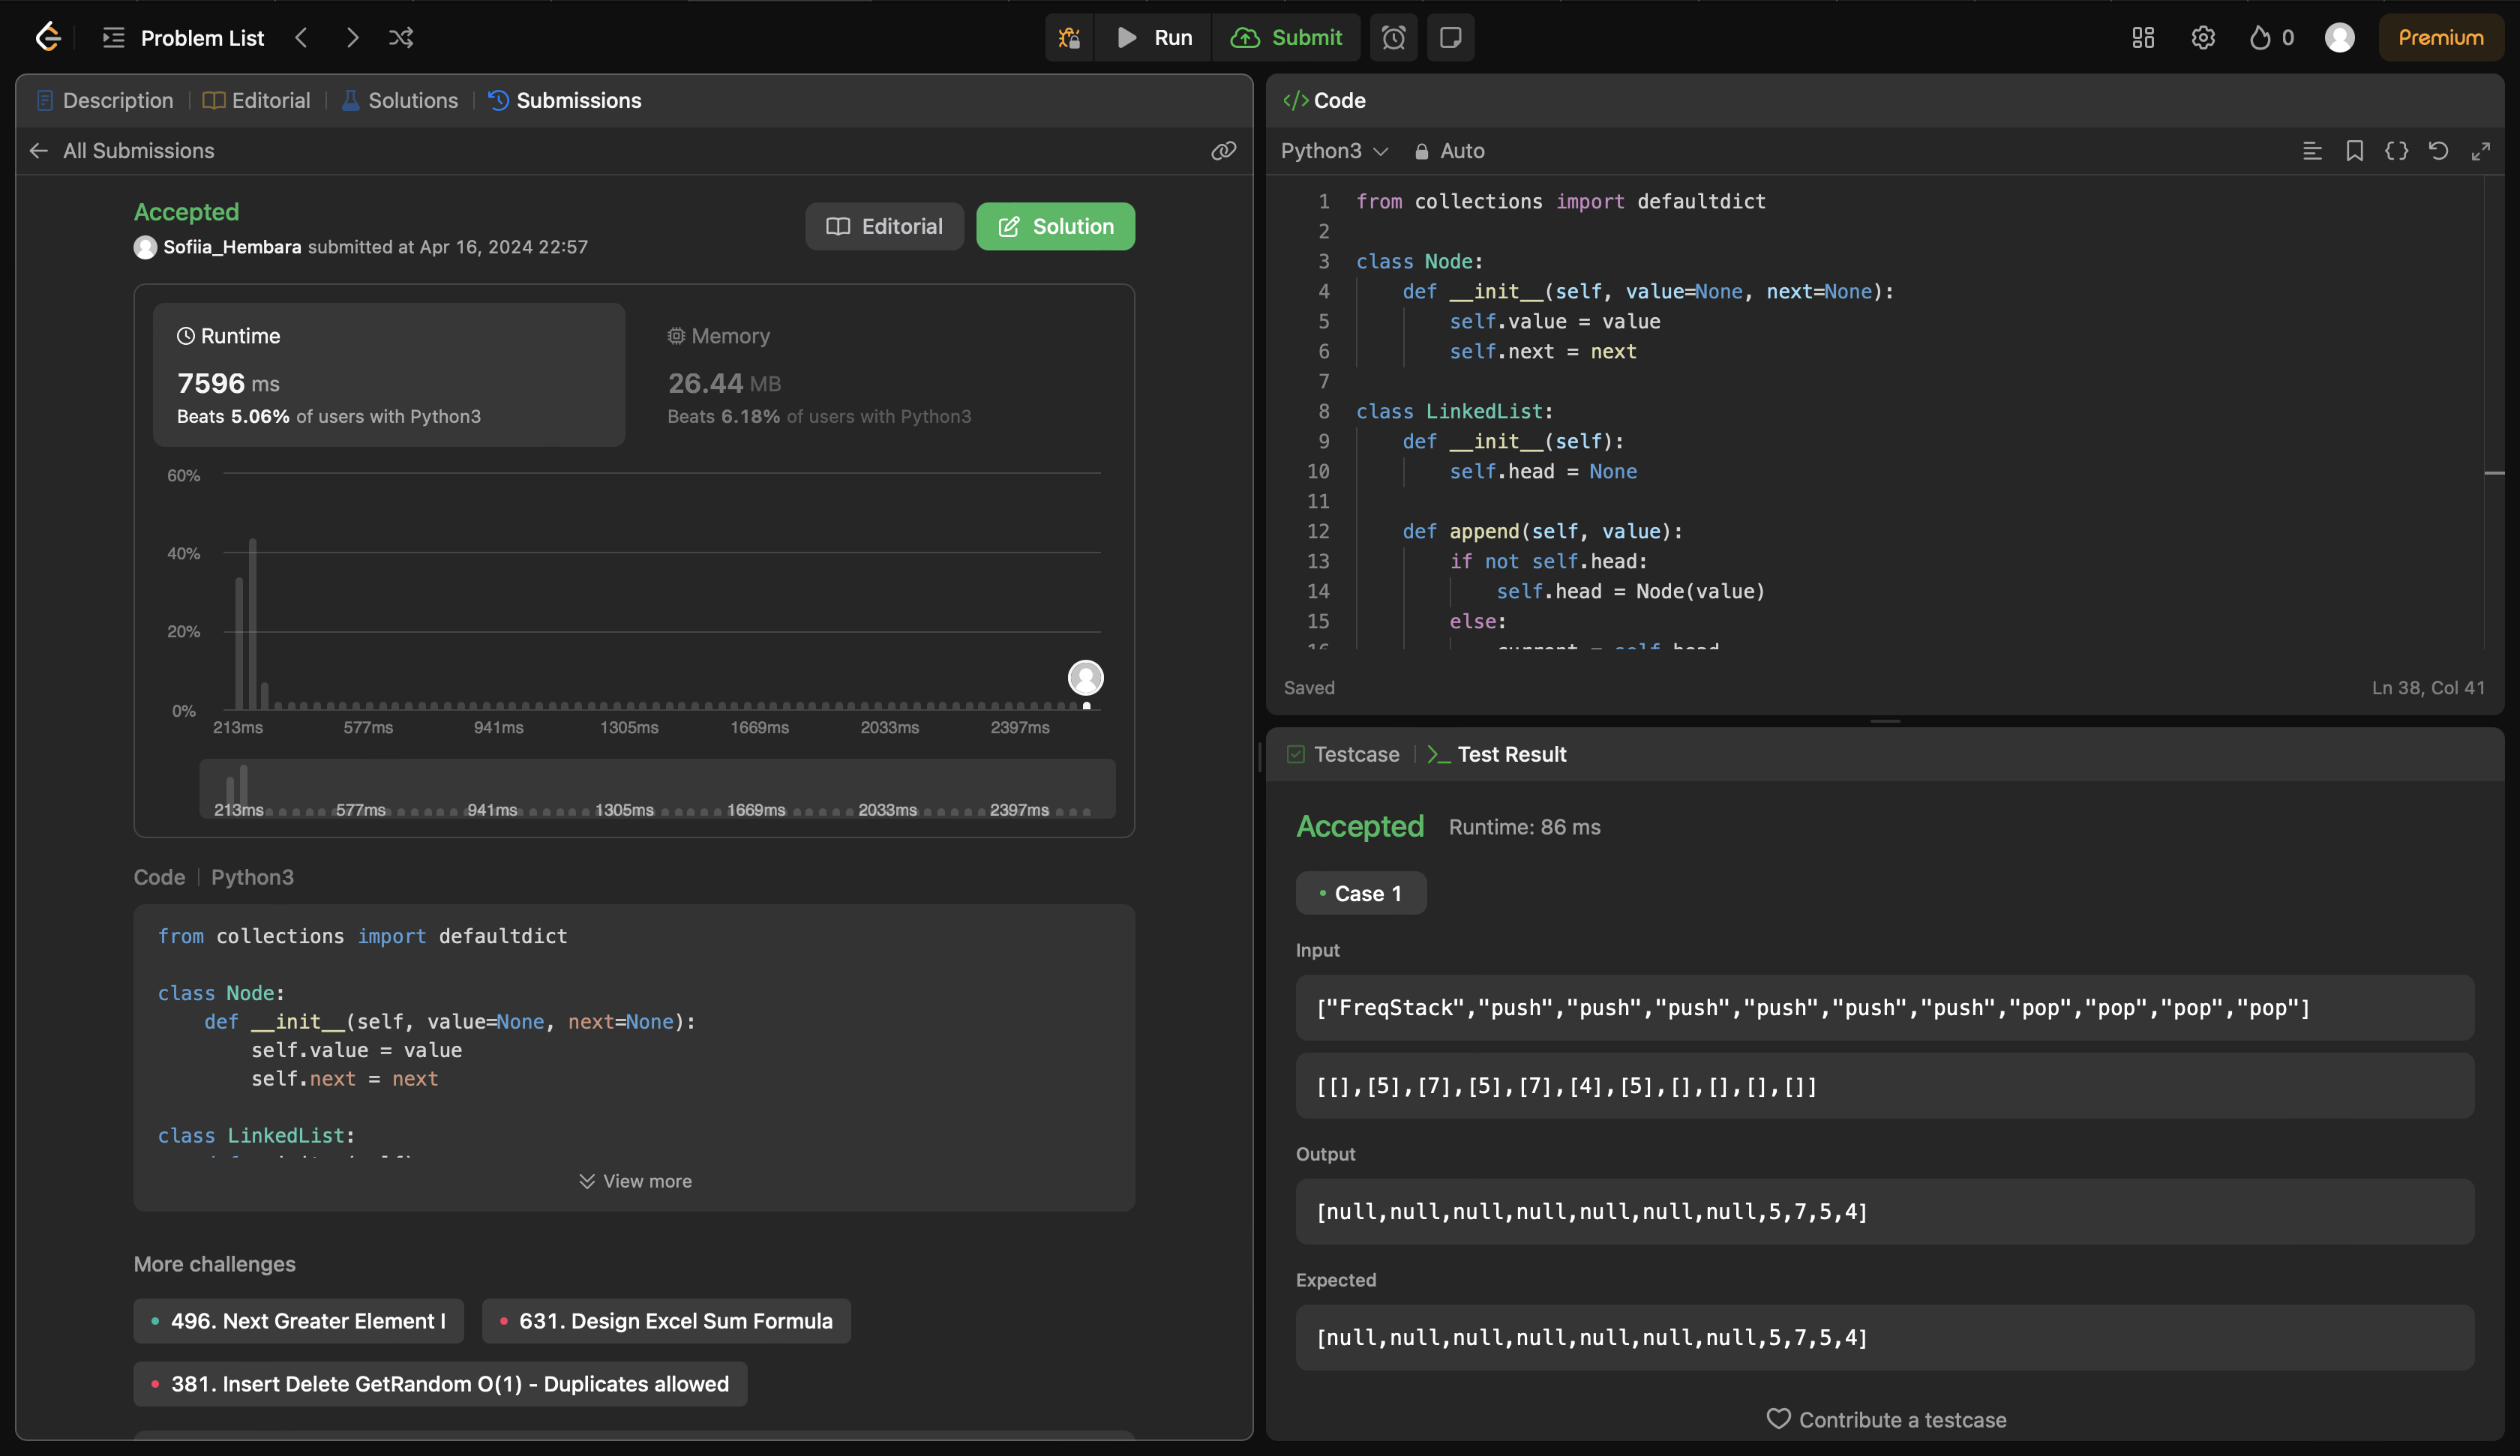 Problem List
Run
Submit
0
Premium
Description
Editorial
Solutions
Submissions
All Submissions
Accepted
Sofiia_Hembara submitted at Apr 16, 2024 22:57
Editorial
Solution
Runtime
7596 ms
Beats 5.06% of users with Python3
Memory
26.44 MB
Beats 6.18% of users with Python3
60%
40%
20%
0%
213ms 577ms 941ms 1305ms 1669ms 2033ms 2397ms
213ms 577ms 941ms 1305ms 1669ms 2033ms 2397ms
Code | Python3
from collections import defaultdict
class Node:
def __init__(self, value=None, next=None):
self.value = value
self.next = next
class LinkedList:
View more
More challenges
496. Next Greater Element I
631. Design Excel Sum Formula
381. Insert Delete GetRandom O(1) - Duplicates allowed
</> Code
Python3
Auto
1 from collections import defaultdict
2
3 class Node:
4 def __init__(self, value=None, next=None):
5 self.value = value
6 self.next = next
7
8 class LinkedList:
9 def __init__(self):
10 self.head = None
11
12 def append(self, value):
13 if not self.head:
14 self.head = Node(value)
15 else:
16 current = self.head
Saved
Ln 38, Col 41
Testcase
Test Result
Accepted
Runtime: 86 ms
Case 1
Input
["FreqStack","push","push","push","push","push","push","pop","pop","pop","pop"]
[[],[5],[7],[5],[7],[4],[5],[],[],[],[]]
Output
[null,null,null,null,null,null,null,5,7,5,4]
Expected
[null,null,null,null,null,null,null,5,7,5,4]
Contribute a testcase